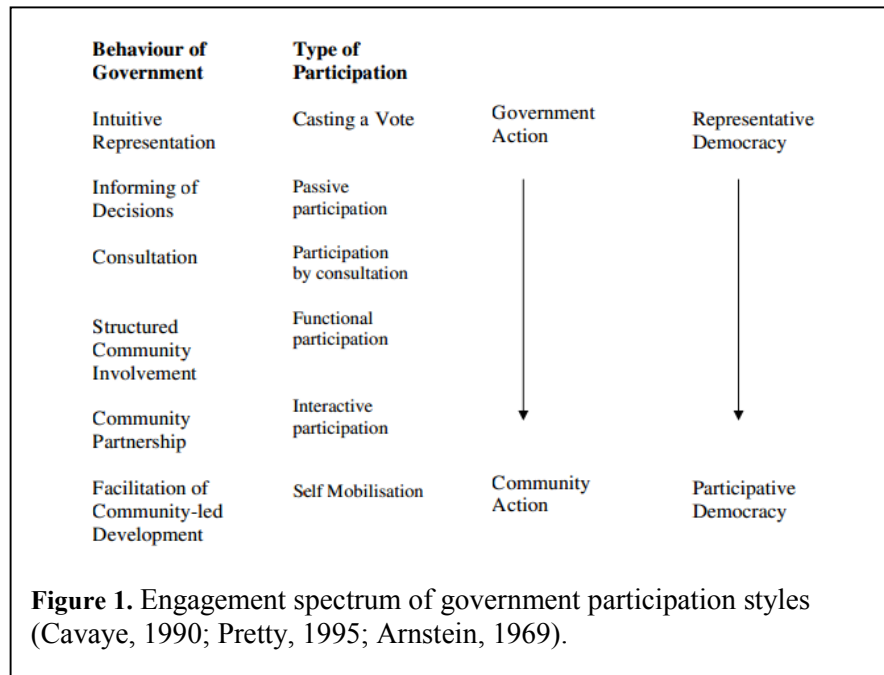 Behaviour of
Government
Type of
Participation
Intuitive
Representation
Casting a Vote
Government
Action
Representative
Democracy
Informing of
Decisions
Passive
participation
Consultation
Participation
by consultation
Structured
Community
Involvement
Functional
participation
Community
Partnership
Interactive
participation
Facilitation of
Community-led
Development
Self Mobilisation
Community
Action
Participative
Democracy
Figure 1. Engagement spectrum of government participation styles
(Cavaye, 1990; Pretty, 1995; Arnstein, 1969).